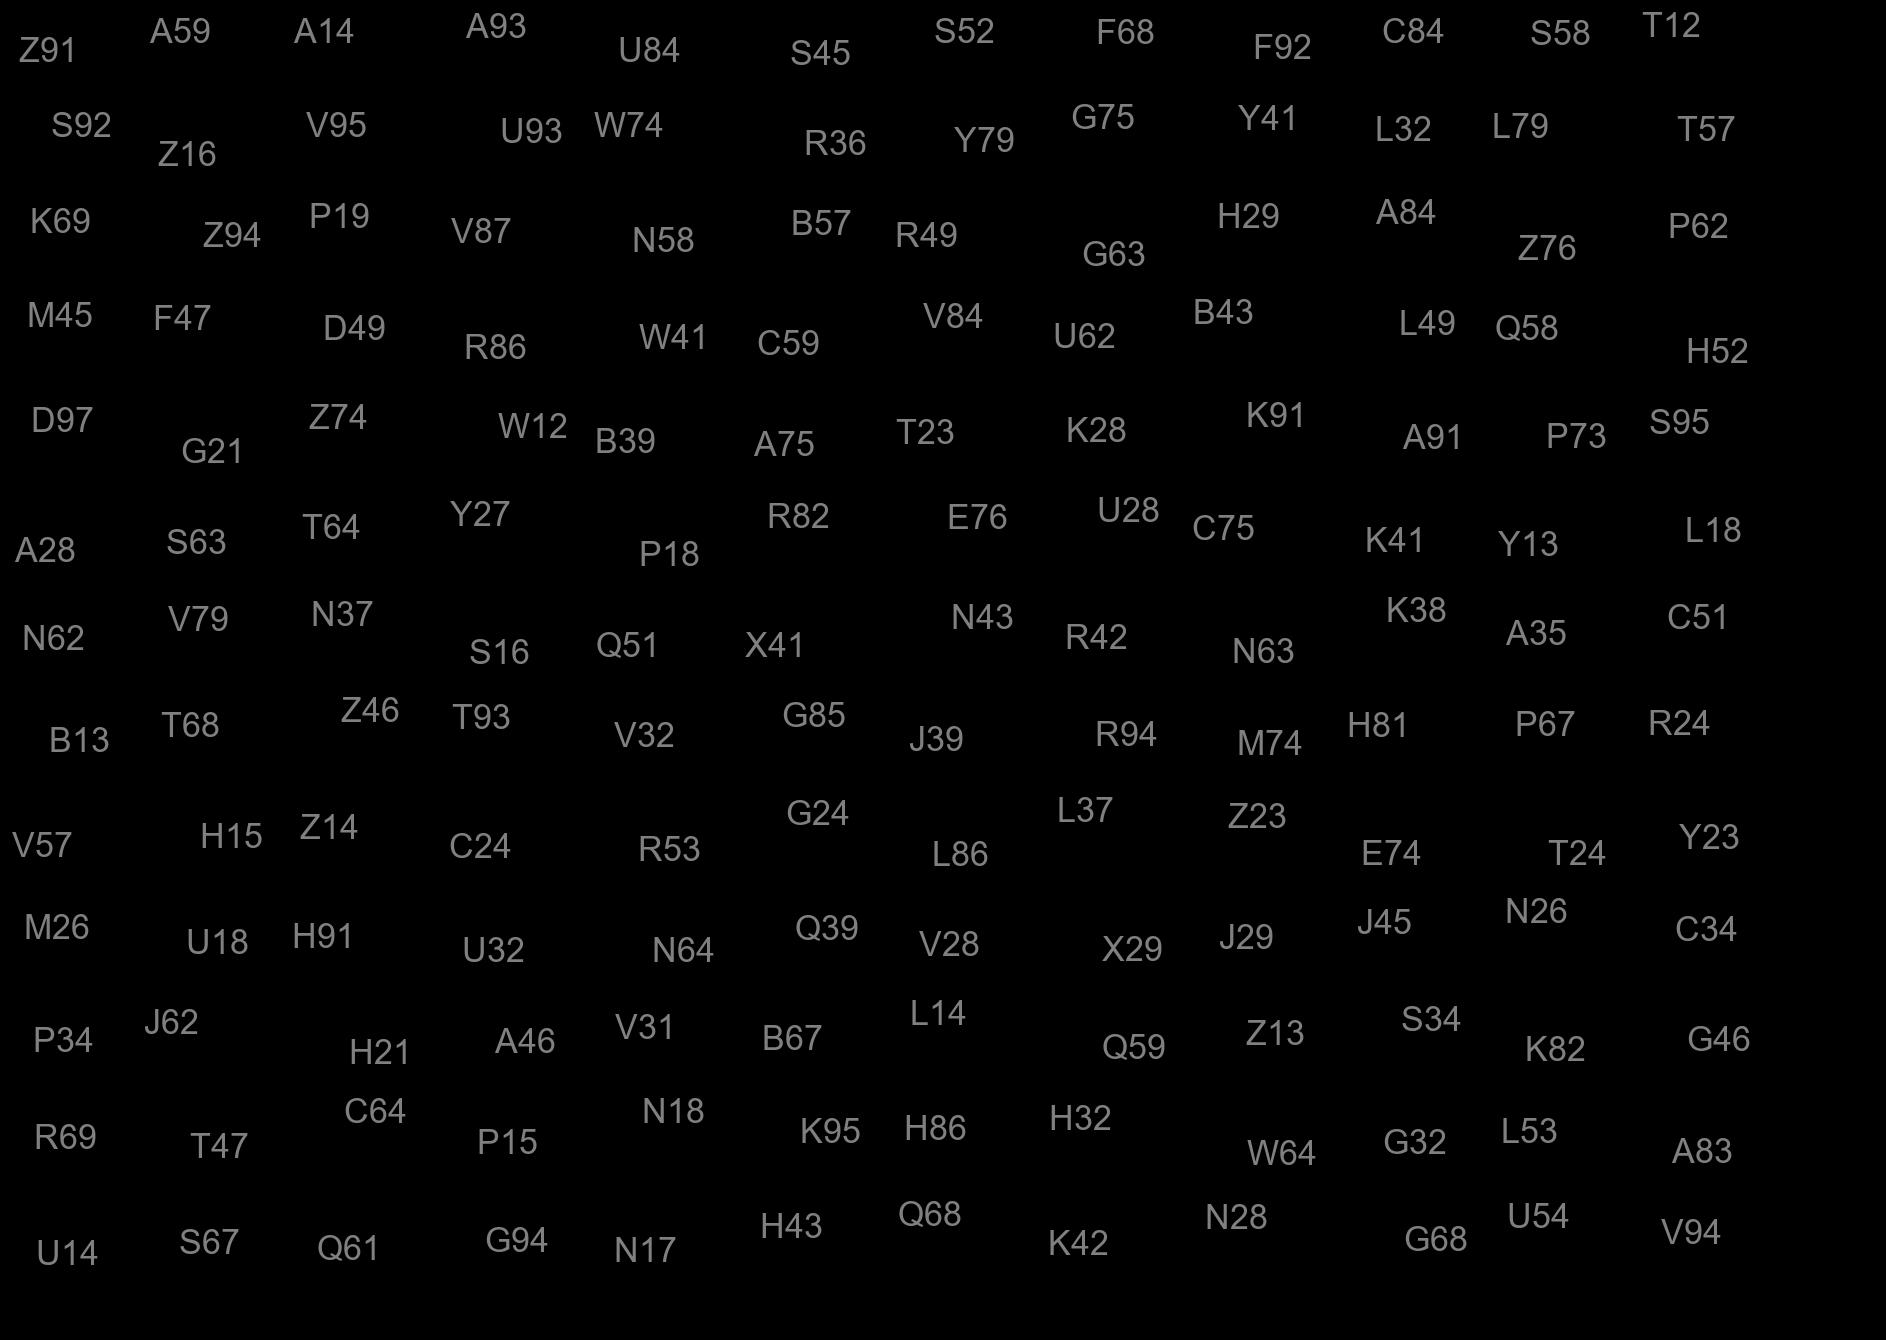 Z91 A59 A14 A93 U84 S45 S52 F68 F92 C84 S58 T12
S92 Z16 V95 U93 W74 R36 Y79 G75 Y41 L32 L79 T57
K69 Z94 P19 V87 N58 B57 R49 G63 H29 A84 Z76 P62
M45 F47 D49 R86 W41 C59 V84 U62 B43 L49 Q58 H52
D97 G21 Z74 W12 B39 A75 T23 K28 K91 A91 P73 S95
A28 S63 T64 Y27 P18 R82 E76 U28 C75 K41 Y13 L18
N62 V79 N37 S16 Q51 X41 N43 R42 N63 K38 A35 C51
B13 T68 Z46 T93 V32 G85 J39 R94 M74 H81 P67 R24
V57 H15 Z14 C24 R53 G24 L86 L37 Z23 E74 T24 Y23
M26 U18 H91 U32 N64 Q39 V28 X29 J29 J45 N26 C34
P34 J62 H21 A46 V31 B67 L14 Q59 Z13 S34 K82 G46
R69 T47 C64 P15 N18 K95 H86 H32 W64 G32 L53 A83
U14 S67 Q61 G94 N17 H43 Q68 K42 N28 G68 U54 V94